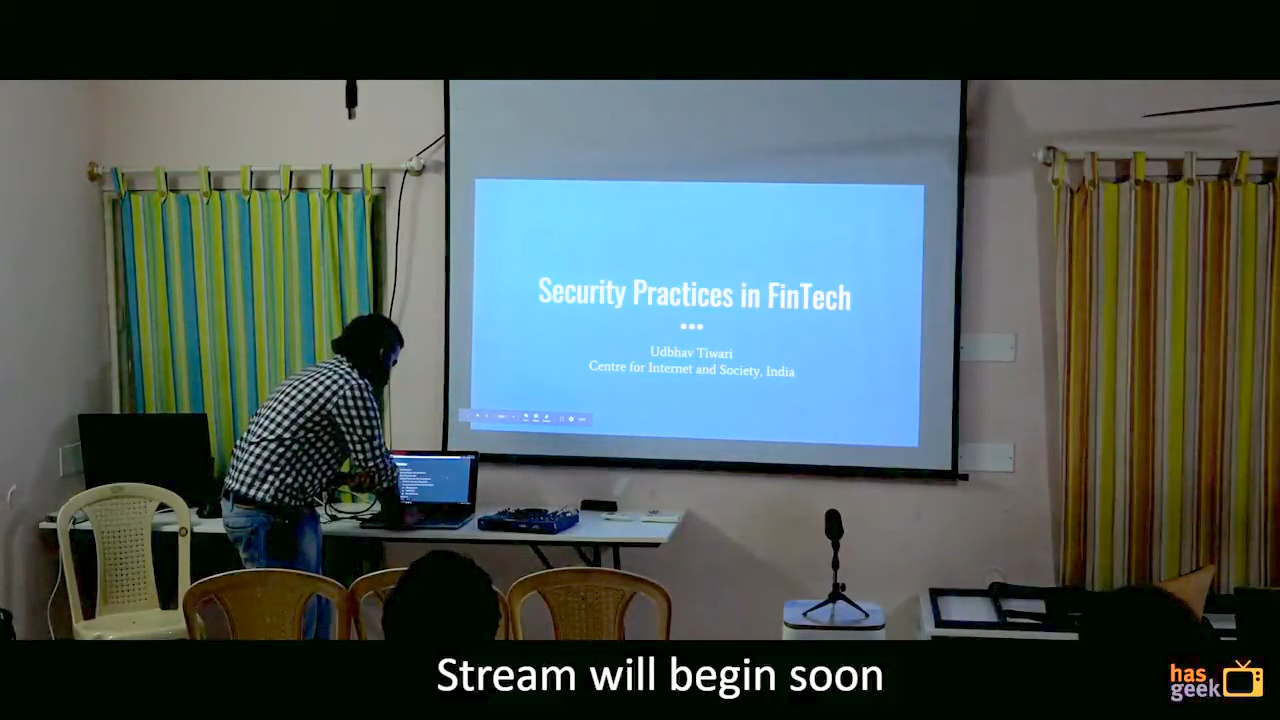 Security Practices in FinTech
Udbhav Tiwari
Centre for Internet and Society, India
Stream will begin soon
has
geek